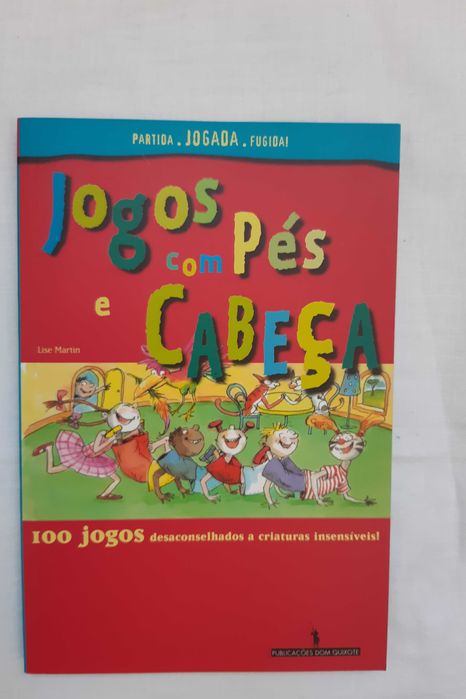 PARTIDA . JOGADA . FUGIDA!
Jogos
com Pés
e CABEÇA
Lise Martin
100 jogos desaconselhados a criaturas insensíveis!
PUBLICAÇÕES DOM QUIXOTE